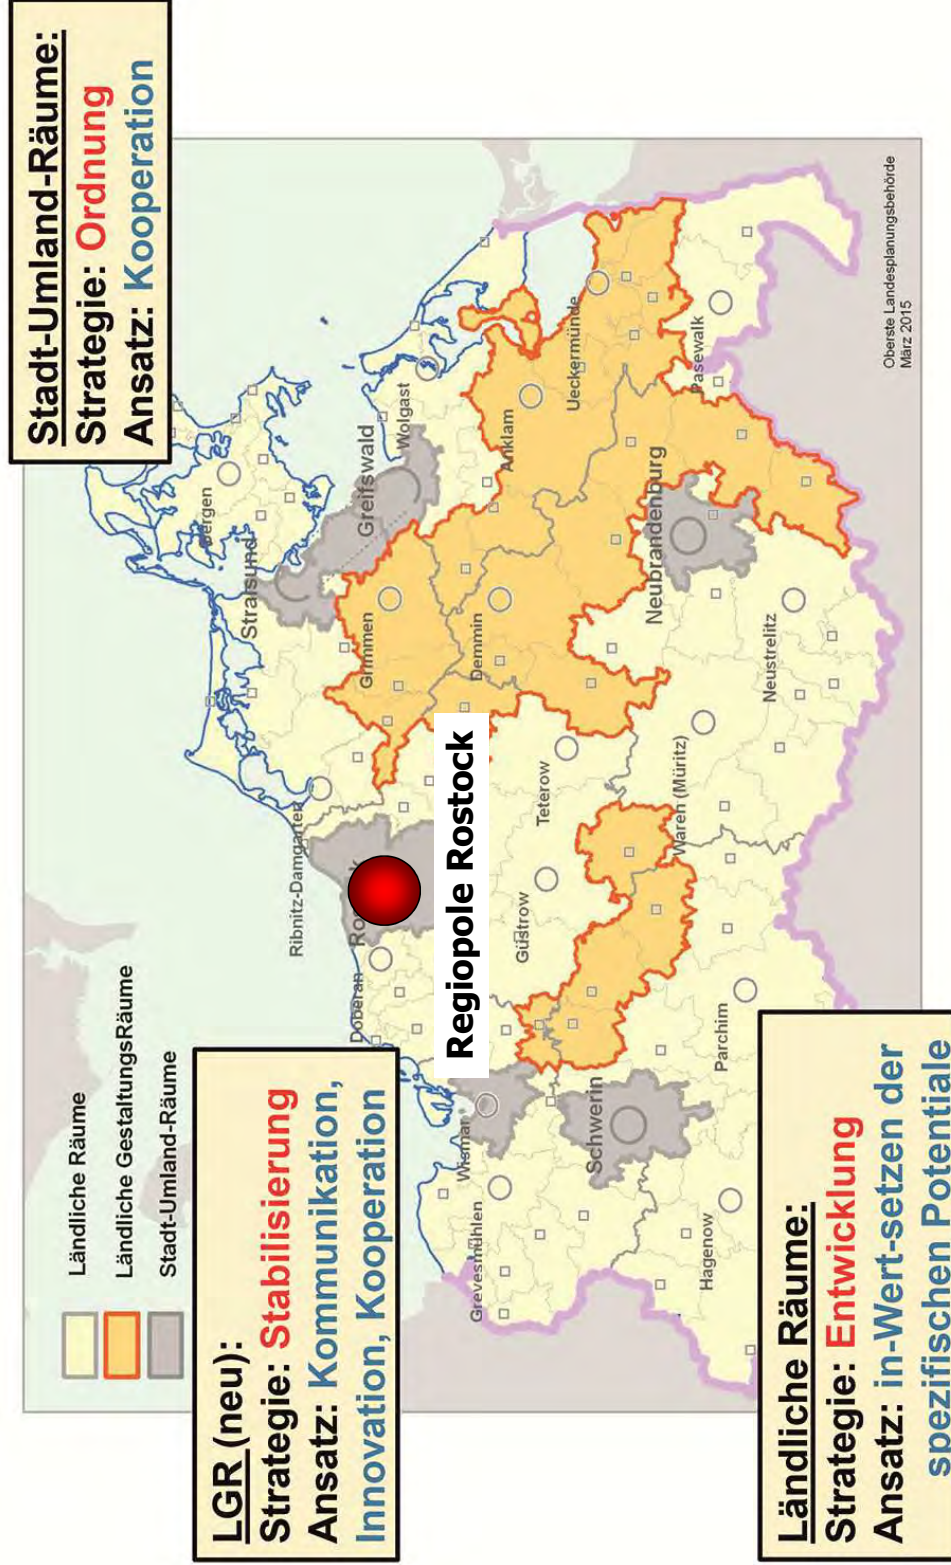 Stadt-Umland-Räume:
Strategie: Ordnung
Ansatz: Kooperation
Ländliche Räume
Ländliche GestaltungsRäume
Stadt-Umland-Räume
LGR (neu):
Strategie: Stabilisierung
Ansatz: Kommunikation,
Innovation, Kooperation
Bergen
Stralsund
Greifswald
Wolgast
Ribnitz-Damgarten
Grimmen
Demmin
Anklam
Ueckermünde
Pasewalk
Doberan
Regiopole Rostock
Wismar
Grevesmühlen
Güstrow
Teterow
Neubrandenburg
Schwerin
Waren (Müritz)
Neustrelitz
Parchim
Hagenow
Oberste Landesplanungsbehörde
März 2015
Ländliche Räume:
Strategie: Entwicklung
Ansatz: in-Wert-setzen der
spezifischen Potentiale